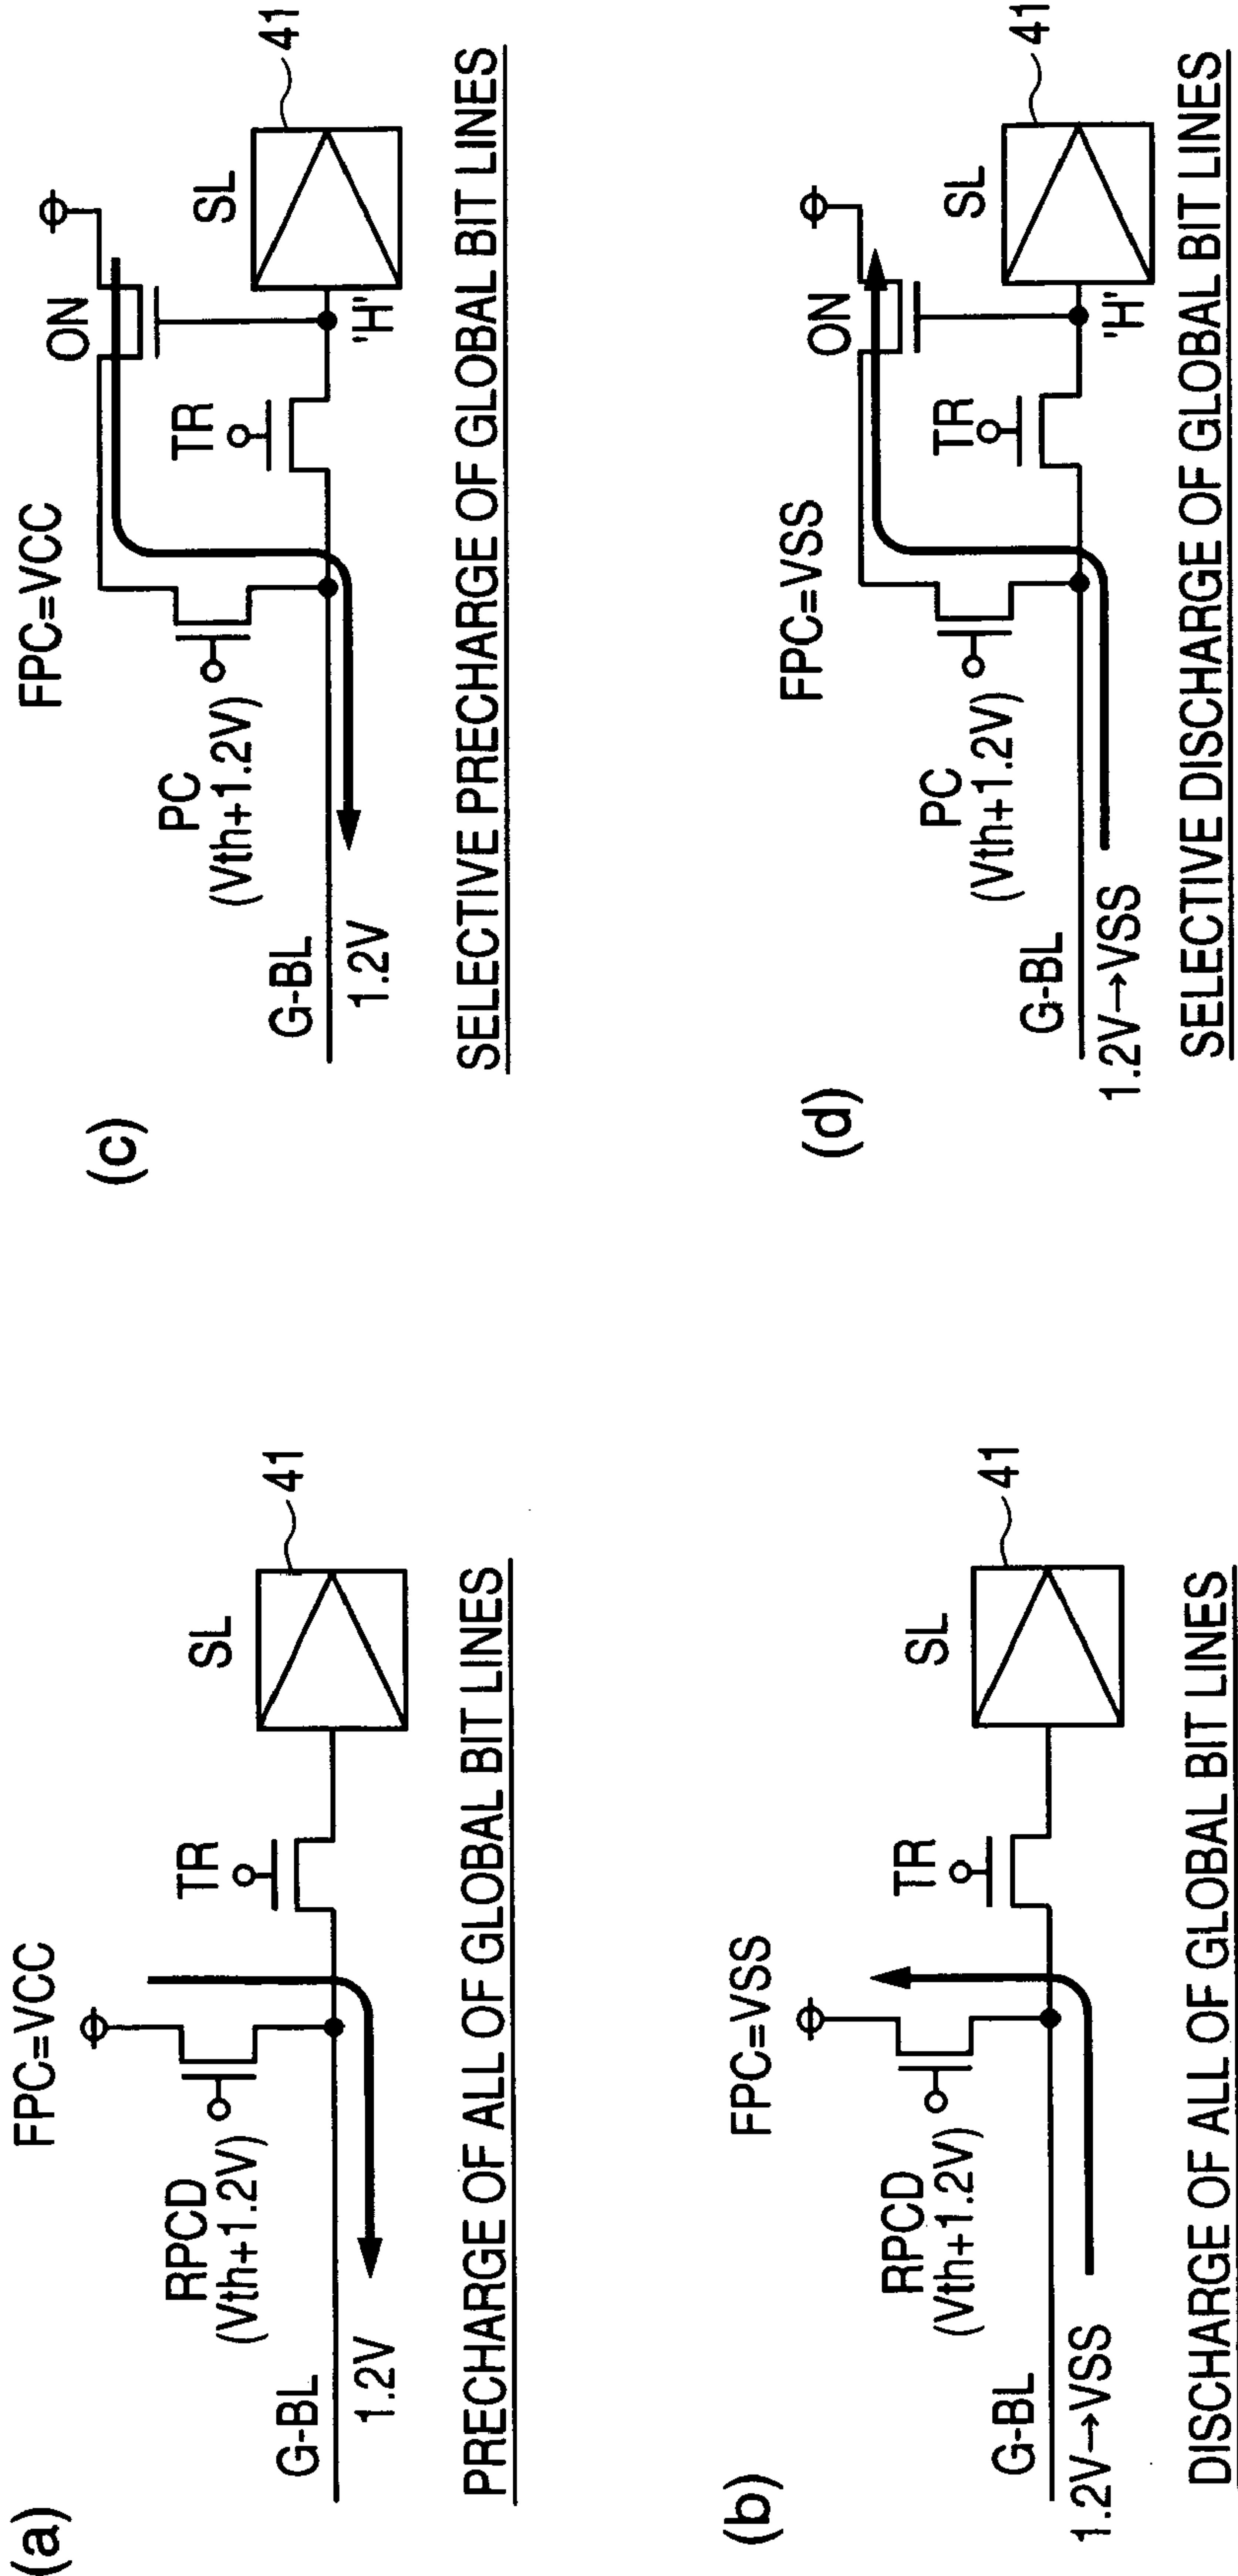 (a)
FPC=VCC
RPCD
(Vth+1.2V)
TR
SL
41
G-BL
1.2V
PRECHARGE OF ALL OF GLOBAL BIT LINES
(b)
FPC=VSS
RPCD
(Vth+1.2V)
TR
SL
41
G-BL
1.2V→VSS
DISCHARGE OF ALL OF GLOBAL BIT LINES
(c)
FPC=VCC
ON
PC
(Vth+1.2V)
TR
SL
41
'H'
G-BL
1.2V
SELECTIVE PRECHARGE OF GLOBAL BIT LINES
(d)
FPC=VSS
ON
PC
(Vth+1.2V)
TR
SL
41
'H'
G-BL
1.2V→VSS
SELECTIVE DISCHARGE OF GLOBAL BIT LINES